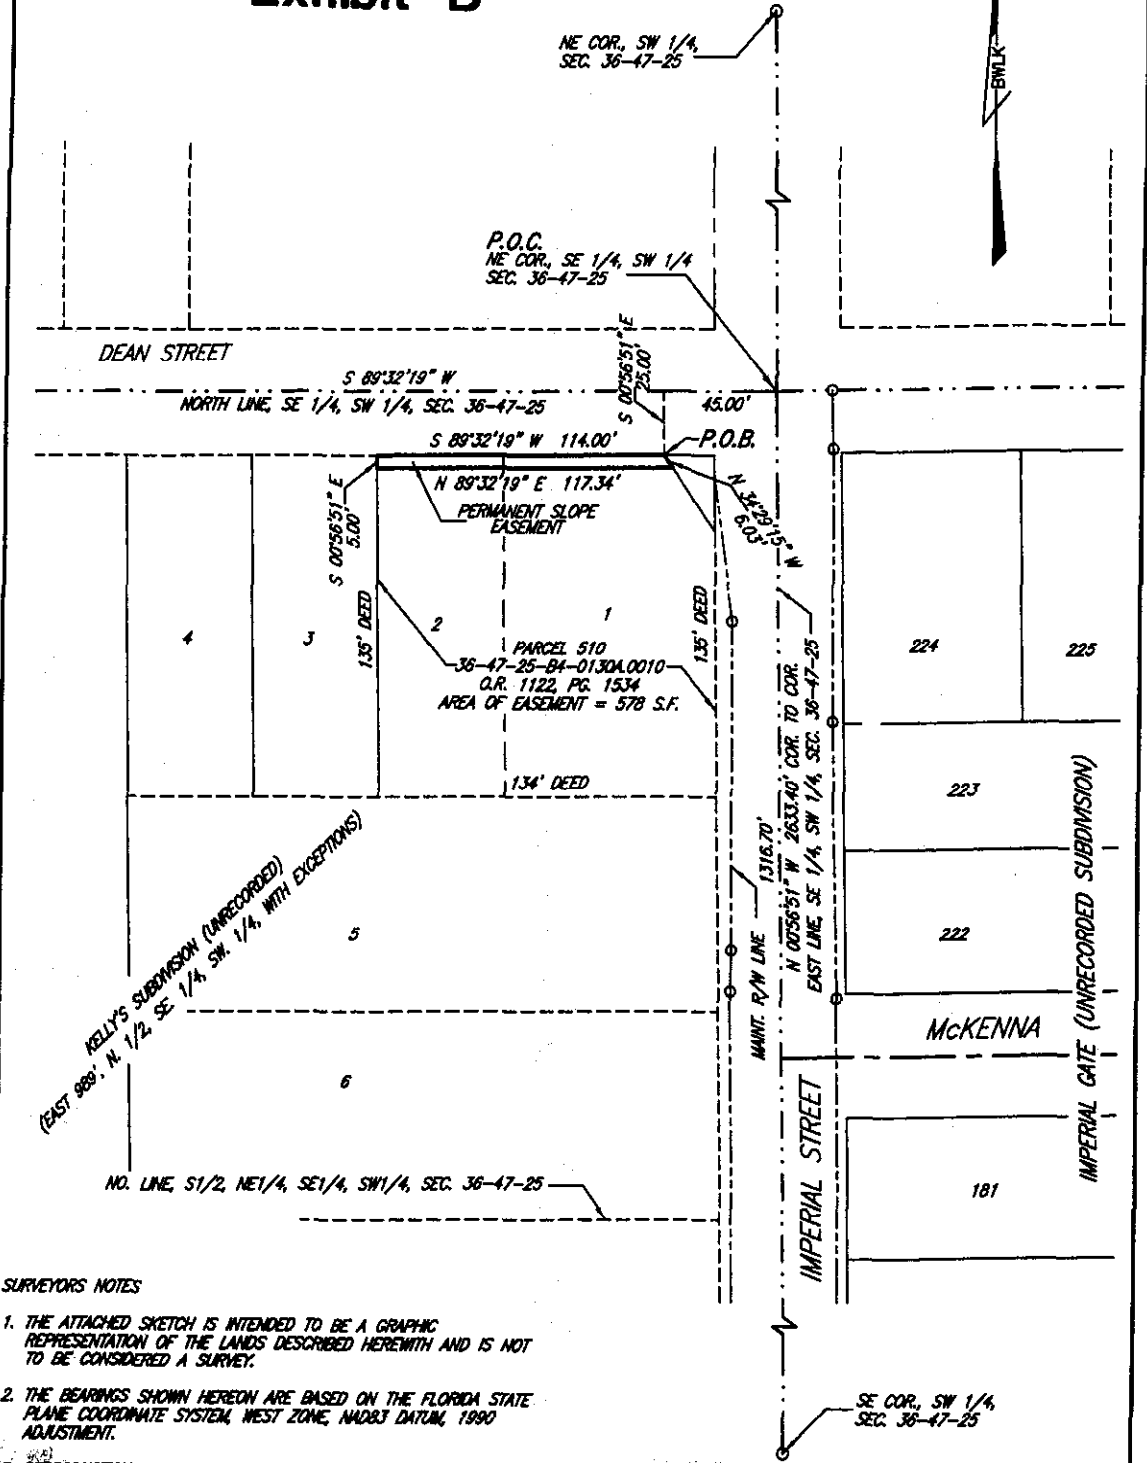 Exhibit "B"
NE COR., SW 1/4,
SEC. 36-47-25
BWLK
P.O.C.
NE COR., SE 1/4, SW 1/4
SEC. 36-47-25
DEAN STREET
S 00°56'51" E
25.00'
S 89°32'19" W
NORTH LINE, SE 1/4, SW 1/4, SEC. 36-47-25
45.00'
S 89°32'19" W 114.00'
P.O.B.
N 89°32'19" E 117.34'
PERMANENT SLOPE
EASEMENT
S 00°56'51" E
5.00'
N 34°29'15" W
6.03'
135' DEED
135' DEED
4
3
2
1
PARCEL 510
36-47-25-B4-0130A.0010
O.R. 1122, PG. 1534
AREA OF EASEMENT = 578 S.F.
134' DEED
224
225
223
222
McKENNA
181
IMPERIAL GATE (UNRECORDED SUBDIVISION)
KELLY'S SUBDIVISION (UNRECORDED)
(EAST 989', N. 1/2, SE. 1/4, SW. 1/4, WITH EXCEPTIONS)
5
6
MAINT. R/W LINE
1316.70'
N 00°56'51" W 2633.40' COR. TO COR.
EAST LINE, SE 1/4, SW 1/4, SEC. 36-47-25
IMPERIAL STREET
NO. LINE, S1/2, NE1/4, SE1/4, SW1/4, SEC. 36-47-25
SURVEYORS NOTES
1. THE ATTACHED SKETCH IS INTENDED TO BE A GRAPHIC
REPRESENTATION OF THE LANDS DESCRIBED HEREWITH AND IS NOT
TO BE CONSIDERED A SURVEY.
2. THE BEARINGS SHOWN HEREON ARE BASED ON THE FLORIDA STATE
PLANE COORDINATE SYSTEM, WEST ZONE, NAD83 DATUM, 1990
ADJUSTMENT.
SE COR., SW 1/4,
SEC. 36-47-25